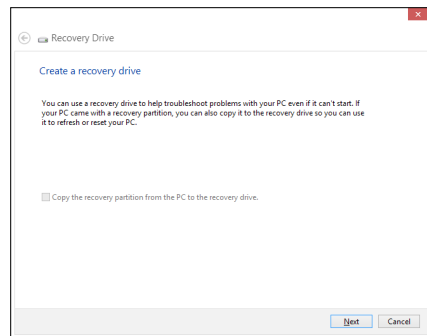 Recovery Drive
Create a recovery drive
You can use a recovery drive to help troubleshoot problems with your PC even if it can't start. If
your PC came with a recovery partition, you can also copy it to the recovery drive so you can use
it to refresh or reset your PC.
Copy the recovery partition from the PC to the recovery drive.
Next Cancel